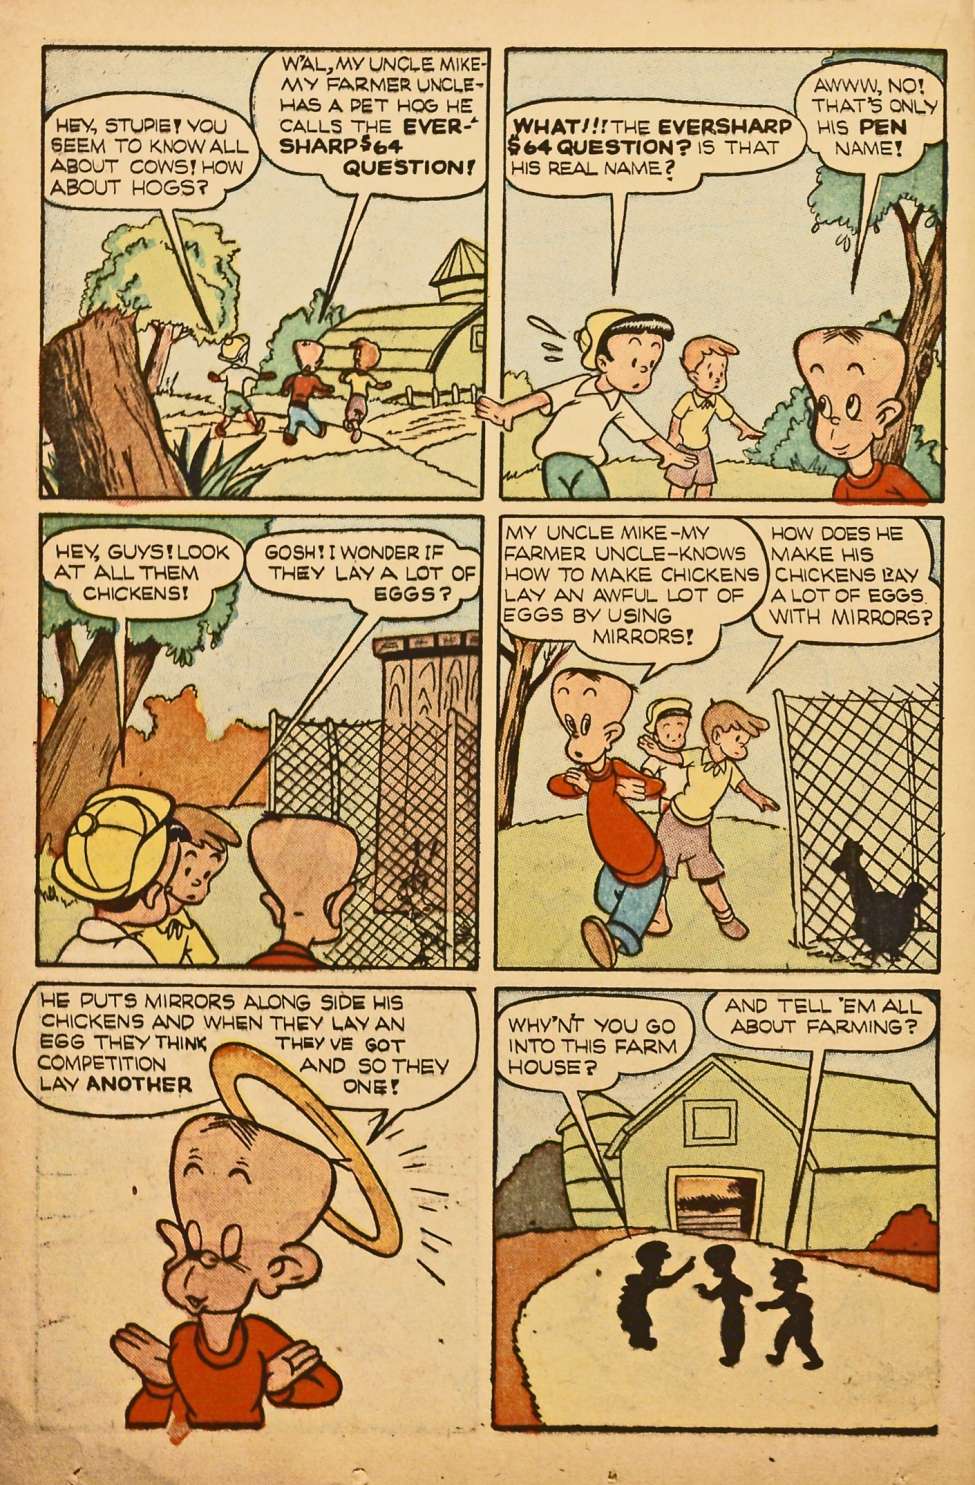 HEY, STUPIE! YOU
SEEM TO KNOW ALL
ABOUT COWS! HOW
ABOUT HOGS?
W'AL, MY UNCLE MIKE-
MY FARMER UNCLE-
HAS A PET HOG HE
CALLS THE EVER-
SHARP $64
QUESTION!
WHAT!!! THE EVERSHARP
$64 QUESTION? IS THAT
HIS REAL NAME?
AWWW, NO!
THAT'S ONLY
HIS PEN
NAME!
HEY, GUYS! LOOK
AT ALL THEM
CHICKENS!
GOSH! I WONDER IF
THEY LAY A LOT OF
EGGS?
MY UNCLE MIKE-MY
FARMER UNCLE-KNOWS
HOW TO MAKE CHICKENS
LAY AN AWFUL LOT OF
EGGS BY USING
MIRRORS!
HOW DOES HE
MAKE HIS
CHICKENS LAY
A LOT OF EGGS
WITH MIRRORS?
HE PUTS MIRRORS ALONG SIDE HIS
CHICKENS AND WHEN THEY LAY AN
EGG THEY THINK THEY'VE GOT
COMPETITION AND SO THEY
LAY ANOTHER ONE!
WHY'N'T YOU GO
INTO THIS FARM
HOUSE?
AND TELL 'EM ALL
ABOUT FARMING?